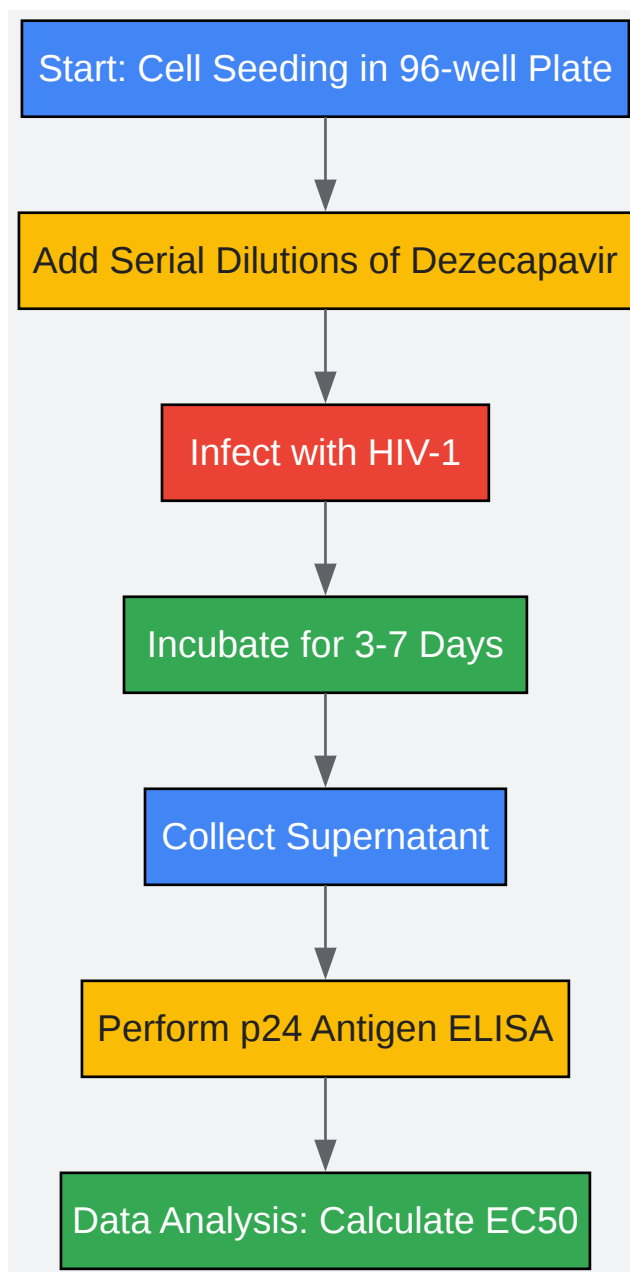 Start: Cell Seeding in 96-well Plate
Add Serial Dilutions of Dezecapavir
Infect with HIV-1
Incubate for 3-7 Days
Collect Supernatant
Perform p24 Antigen ELISA
Data Analysis: Calculate EC50